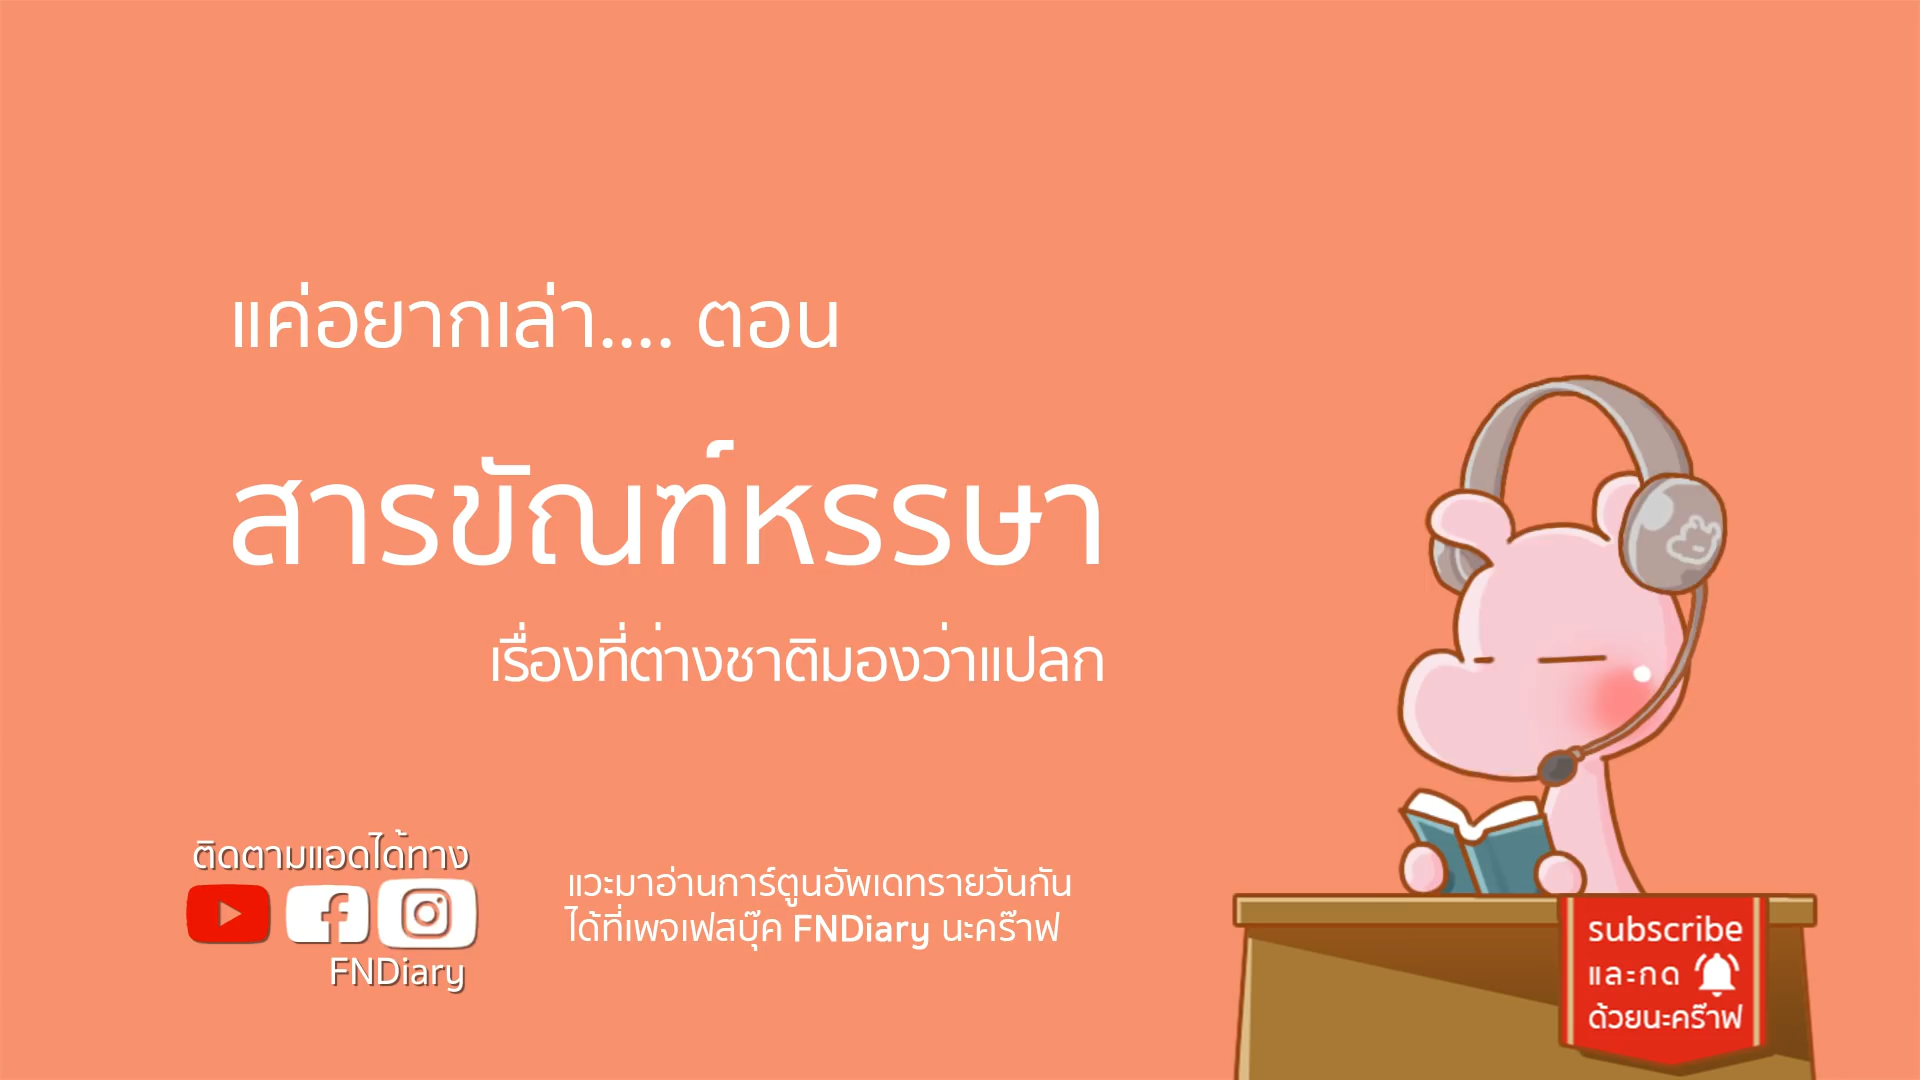 แค่อยากเล่า.... ตอน
สารขัณฑ์หรรษา
เรื่องที่ต่างชาติมองว่าแปลก
ติดตามแอดได้ทาง
FNDiary
แวะมาอ่านการ์ตูนอัพเดทรายวันกัน
ได้ที่เพจเฟสบุ๊ค FNDiary นะคร๊าฟ
subscribe
และกด
ด้วยนะคร๊าฟ